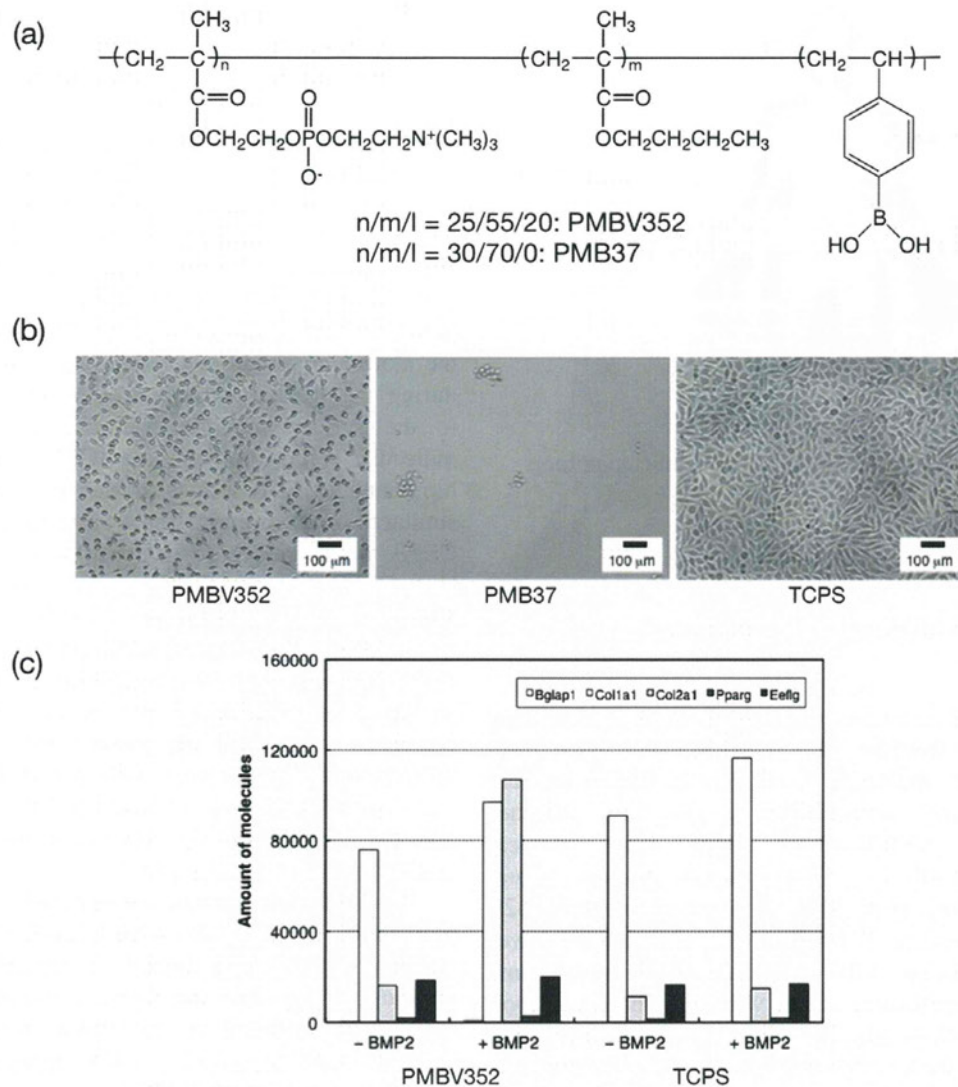 (a)
CH₃ CH₃
(CH₂ C)n (CH₂ C)m (CH₂ CH)l
C=O O C=O
OCH₂CH₂OPOCH₂CH₂N⁺(CH₃)₃ OCH₂CH₂CH₂CH₃
O-
B
n/m/l = 25/55/20: PMBV352
HO OH
n/m/l = 30/70/0: PMB37
(b)
100 μm 100 μm 100 μm
PMBV352 PMB37 TCPS
(c)
160000
Bglap1 Col1a1 Col2a1 Pparg Eeflg
120000
Amount of molecules
80000
40000
0
– BMP2 + BMP2 – BMP2 + BMP2
PMBV352 TCPS